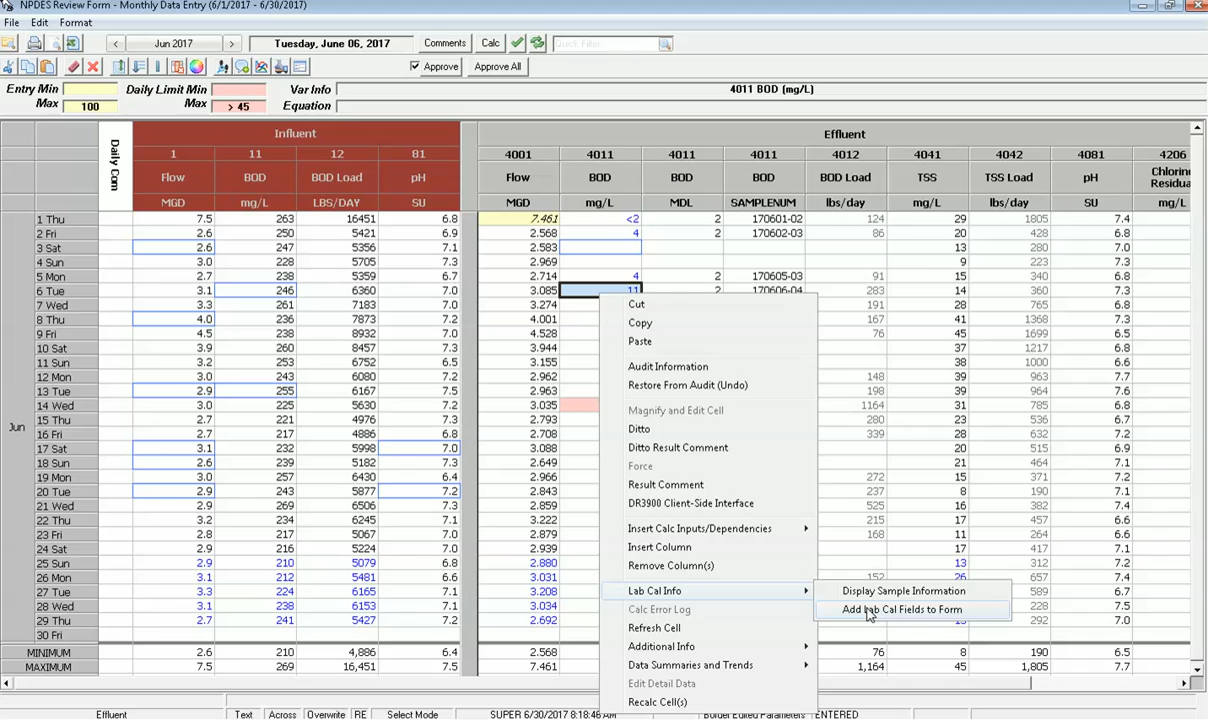 NPDES Review Form - Monthly Data Entry (6/1/2017 - 6/30/2017)
File Edit Format
< Jun 2017 > Tuesday, June 06, 2017 Comments Calc Quick Filter
Approve Approve All
Entry Min Daily Limit Min Var Info 4011 BOD (mg/L)
Max 100 Max > 45 Equation
Daily Com Influent Effluent
1 11 12 81 4001 4011 4011 4011 4012 4041 4042 4081 4206
Flow BOD BOD Load pH Flow BOD BOD BOD BOD Load TSS TSS Load pH Chlorine Residual
MGD mg/L LBS/DAY SU MGD mg/L MDL SAMPLENUM lbs/day mg/L lbs/day SU mg/L
1 Thu 7.5 263 16451 6.8 7.461 <2 2 170601-02 124 29 1805 7.4
2 Fri 2.6 250 5421 6.9 2.568 4 2 170602-03 86 20 428 6.8
3 Sat 2.6 247 5356 7.1 2.583 13 280 7.0
4 Sun 3.0 228 5705 7.3 2.969 9 223 7.3
5 Mon 2.7 238 5359 6.7 2.714 4 2 170605-03 91 15 340 6.8
6 Tue 3.1 246 6360 7.0 3.085 11 2 170606-04 283 14 360 7.3
7 Wed 3.3 261 7183 7.0 3.274 191 28 765 6.8
8 Thu 4.0 236 7873 7.2 4.001 167 41 1368 7.3
9 Fri 4.5 238 8932 7.0 4.528 76 45 1699 6.5
10 Sat 3.9 260 8457 7.3 3.944 37 1217 6.8
11 Sun 3.2 253 6752 6.5 3.155 38 1000 6.6
12 Mon 3.0 243 6080 7.2 2.962 148 39 963 7.7
13 Tue 2.9 255 6167 7.5 2.963 198 39 964 7.6
14 Wed 3.0 225 5630 7.2 3.035 1164 31 785 6.8
Jun
15 Thu 2.7 221 4976 7.3 2.793 280 23 536 6.7
16 Fri 2.7 217 4886 6.8 2.708 339 28 632 7.2
17 Sat 3.1 232 5998 7.0 3.088 20 515 6.9
18 Sun 2.6 239 5182 7.3 2.649 21 464 7.1
19 Mon 3.0 257 6430 6.4 2.966 272 15 371 7.2
20 Tue 2.9 243 5877 7.2 2.843 237 8 190 7.1
21 Wed 2.9 269 6506 7.3 2.859 525 16 382 7.4
22 Thu 3.2 234 6245 7.1 3.222 215 17 457 6.6
23 Fri 2.8 217 5067 7.0 2.879 168 11 264 6.6
24 Sat 2.9 216 5224 7.0 2.939 17 417 6.7
25 Sun 2.9 210 5079 6.8 2.880 13 312 7.2
26 Mon 3.1 212 5481 6.6 3.031 152 26 657 7.4
27 Tue 3.3 224 6165 7.1 3.208 7.4
28 Wed 3.1 238 6153 7.1 3.034 7.5
29 Thu 2.7 241 5427 7.2 2.692 292 7.0
30 Fri
MINIMUM 2.6 210 4,886 6.4 2.568 76 8 190 6.5
MAXIMUM 7.5 269 16,451 7.5 7.461 1,164 45 1,805 7.7
Cut
Copy
Paste
Audit Information
Restore From Audit (Undo)
Magnify and Edit Cell
Ditto
Ditto Result Comment
Force
Result Comment
DR3900 Client-Side Interface
Insert Calc Inputs/Dependencies
Insert Column
Remove Column(s)
Lab Cal Info
Display Sample Information
Add Lab Cal Fields to Form
Calc Error Log
Refresh Cell
Additional Info
Data Summaries and Trends
Edit Detail Data
Recalc Cell(s)
Effluent Text Across Overwrite RE Select Mode SUPER 6/30/2017 8:18:46 AM Border Edited Parameters ENTERED